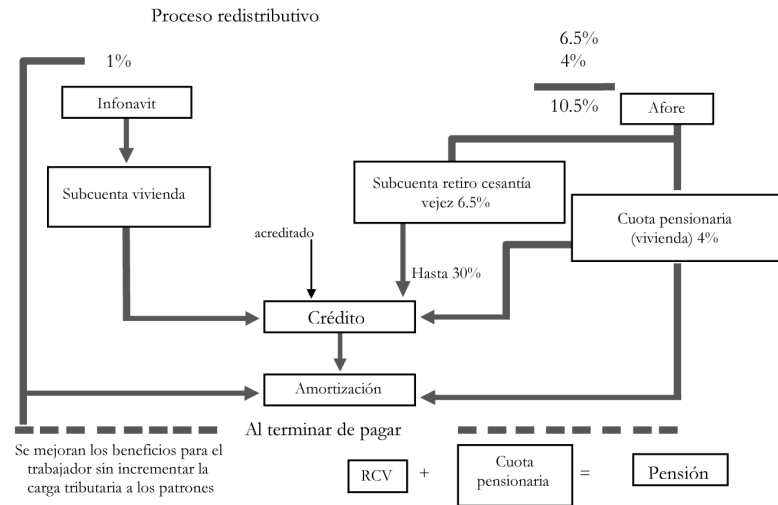 Proceso redistributivo
1%
6.5%
4%
10.5%
Infonavit
Afore
Subcuenta vivienda
Subcuenta retiro cesantía
vejez 6.5%
Cuota pensionaria
(vivienda) 4%
acreditado
Hasta 30%
Crédito
Amortización
Al terminar de pagar
Se mejoran los beneficios para el
trabajador sin incrementar la
carga tributaria a los patrones
RCV
+
Cuota
pensionaria
=
Pensión